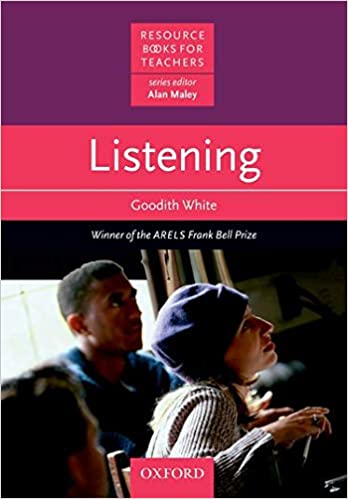 RESOURCE
BOOKS FOR
TEACHERS
series editor
Alan Maley
Listening
Goodith White
Winner of the ARELS Frank Bell Prize
OXFORD